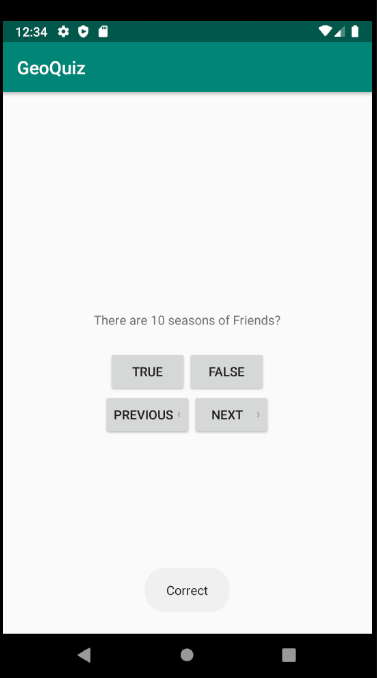 12:34
GeoQuiz
There are 10 seasons of Friends?
TRUE FALSE
PREVIOUS NEXT
Correct